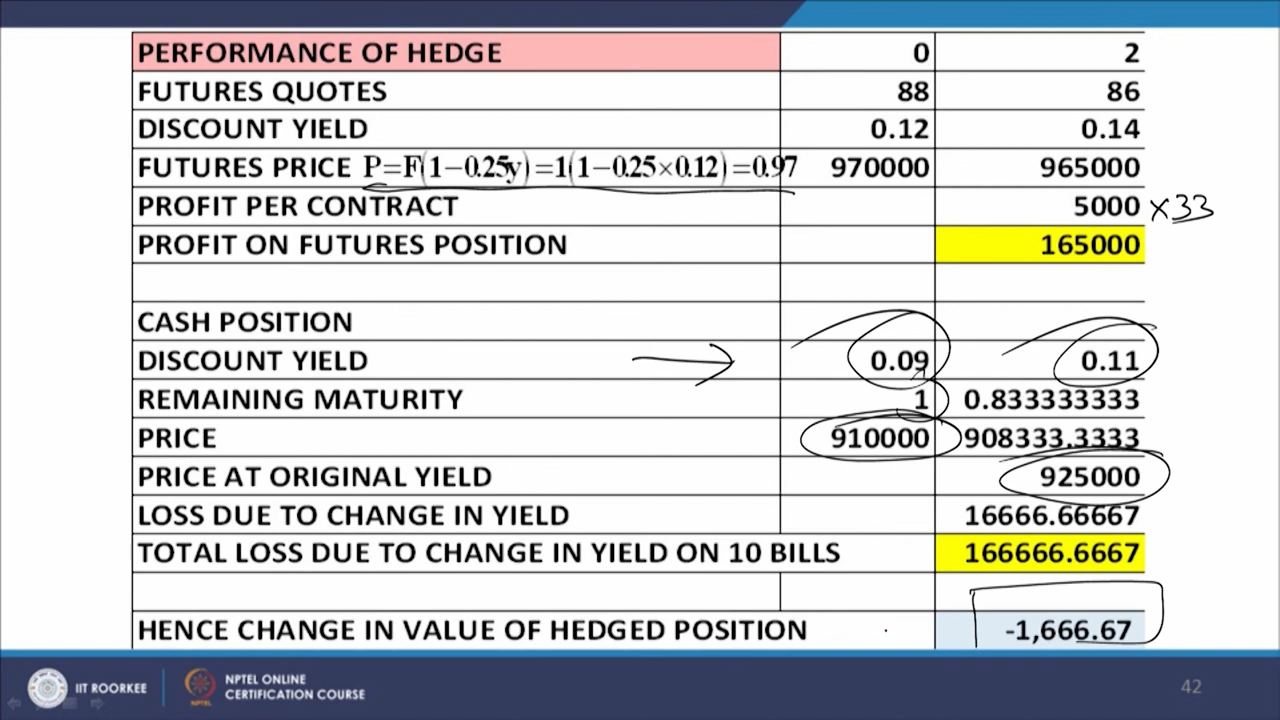 PERFORMANCE OF HEDGE 0 2
FUTURES QUOTES 88 86
DISCOUNT YIELD 0.12 0.14
FUTURES PRICE P=F(1−0.25y)=1(1−0.25×0.12)=0.97 970000 965000
PROFIT PER CONTRACT 5000 ×33
PROFIT ON FUTURES POSITION 165000
CASH POSITION
DISCOUNT YIELD 0.09 0.11
REMAINING MATURITY 1 0.833333333
PRICE 910000 908333.3333
PRICE AT ORIGINAL YIELD 925000
LOSS DUE TO CHANGE IN YIELD 16666.66667
TOTAL LOSS DUE TO CHANGE IN YIELD ON 10 BILLS 166666.6667
HENCE CHANGE IN VALUE OF HEDGED POSITION -1,666.67
IIT ROORKEE
NPTEL
NPTEL ONLINE
CERTIFICATION COURSE
42